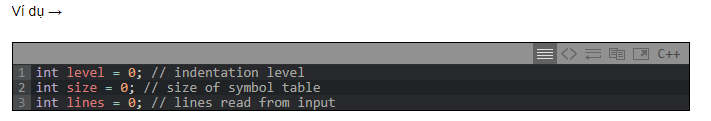 Ví dụ →
C++
1 int level = 0; // indentation level
2 int size = 0; // size of symbol table
3 int lines = 0; // lines read from input